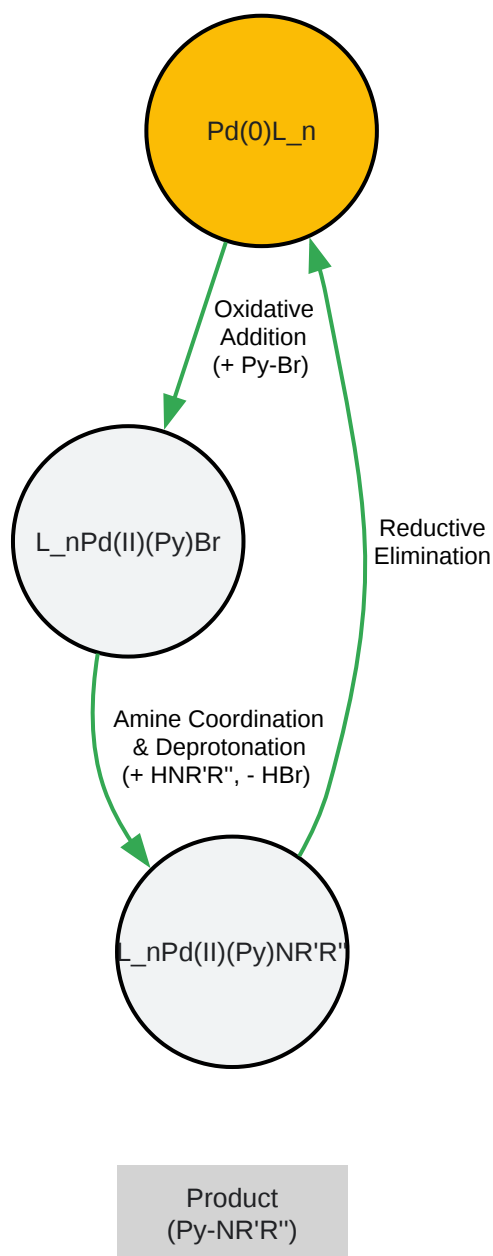 Pd(0)L_n
Oxidative
Addition
(+ Py-Br)
L_nPd(II)(Py)Br
Reductive
Elimination
Amine Coordination
& Deprotonation
(+ HNR'R'', - HBr)
L_nPd(II)(Py)NR'R''
Product
(Py-NR'R'')